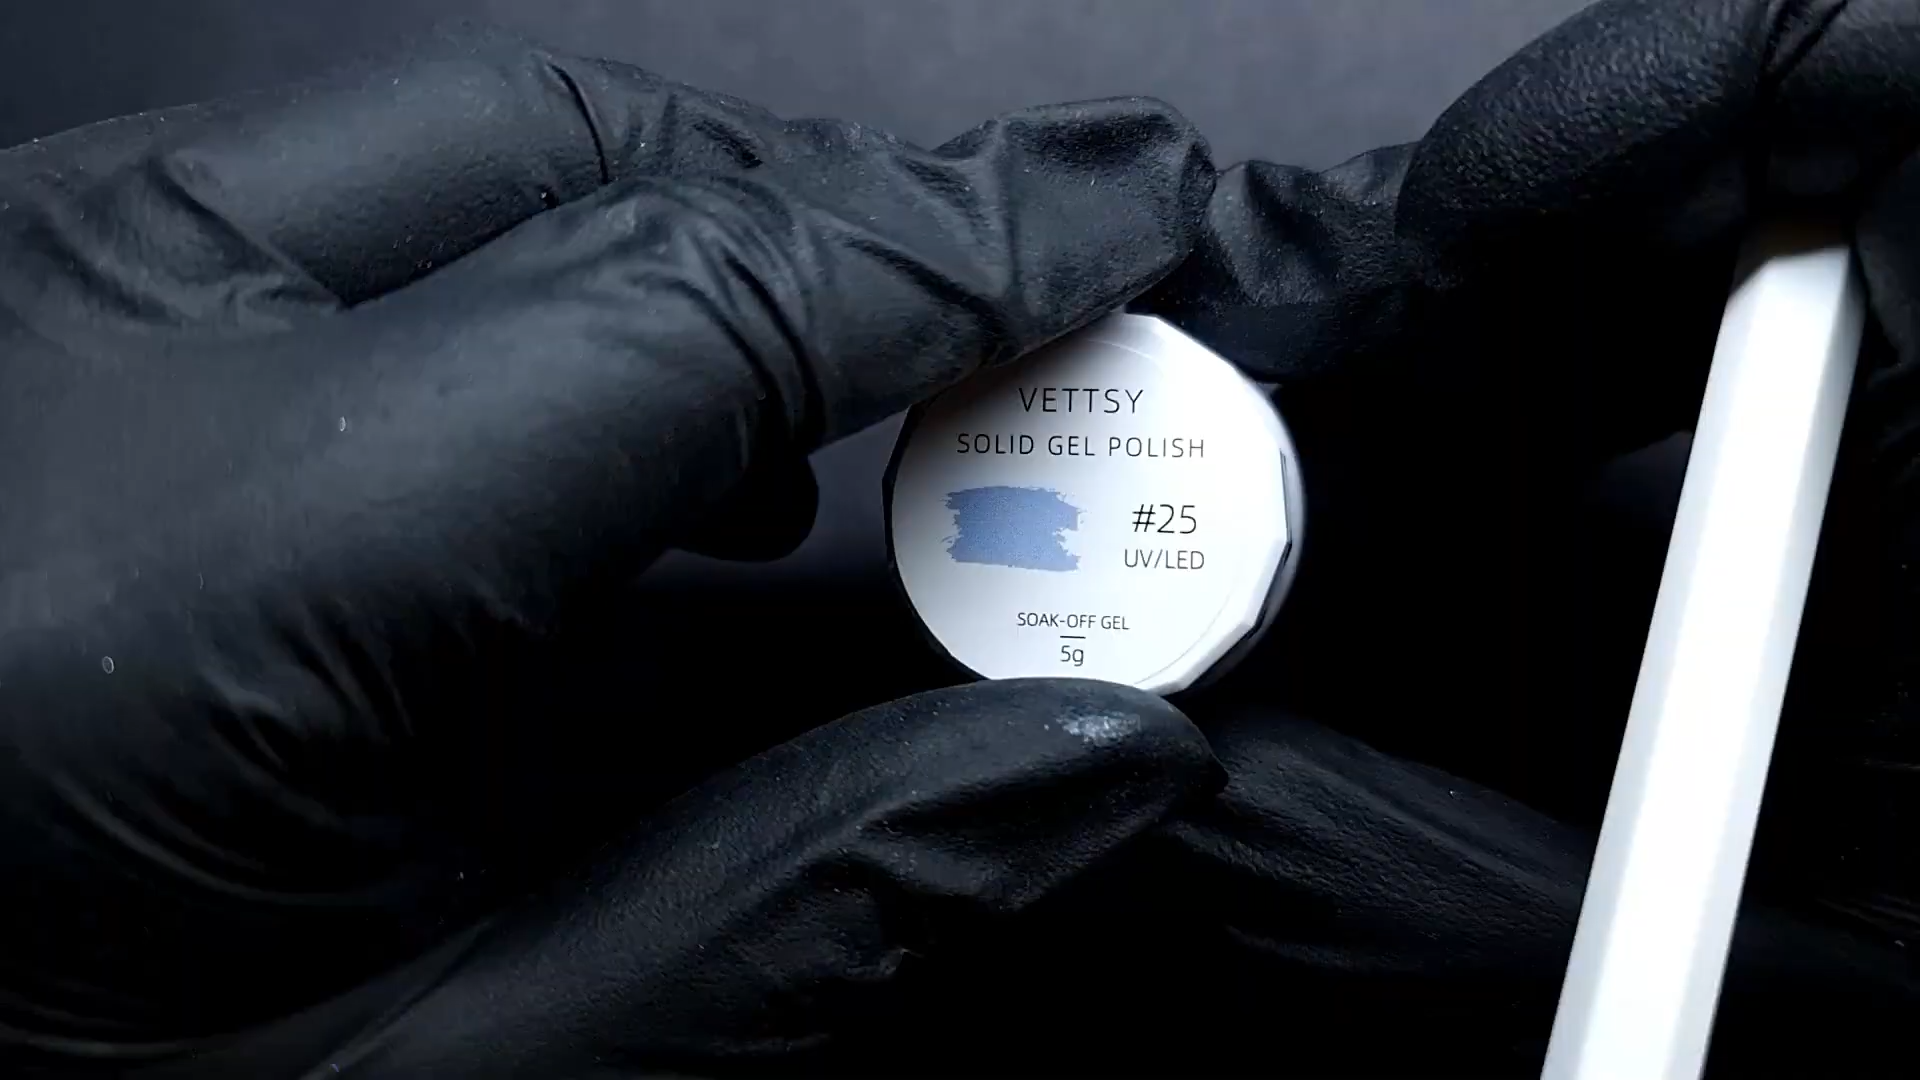 VETTSY
SOLID GEL POLISH
#25
UV/LED
SOAK-OFF GEL
5g